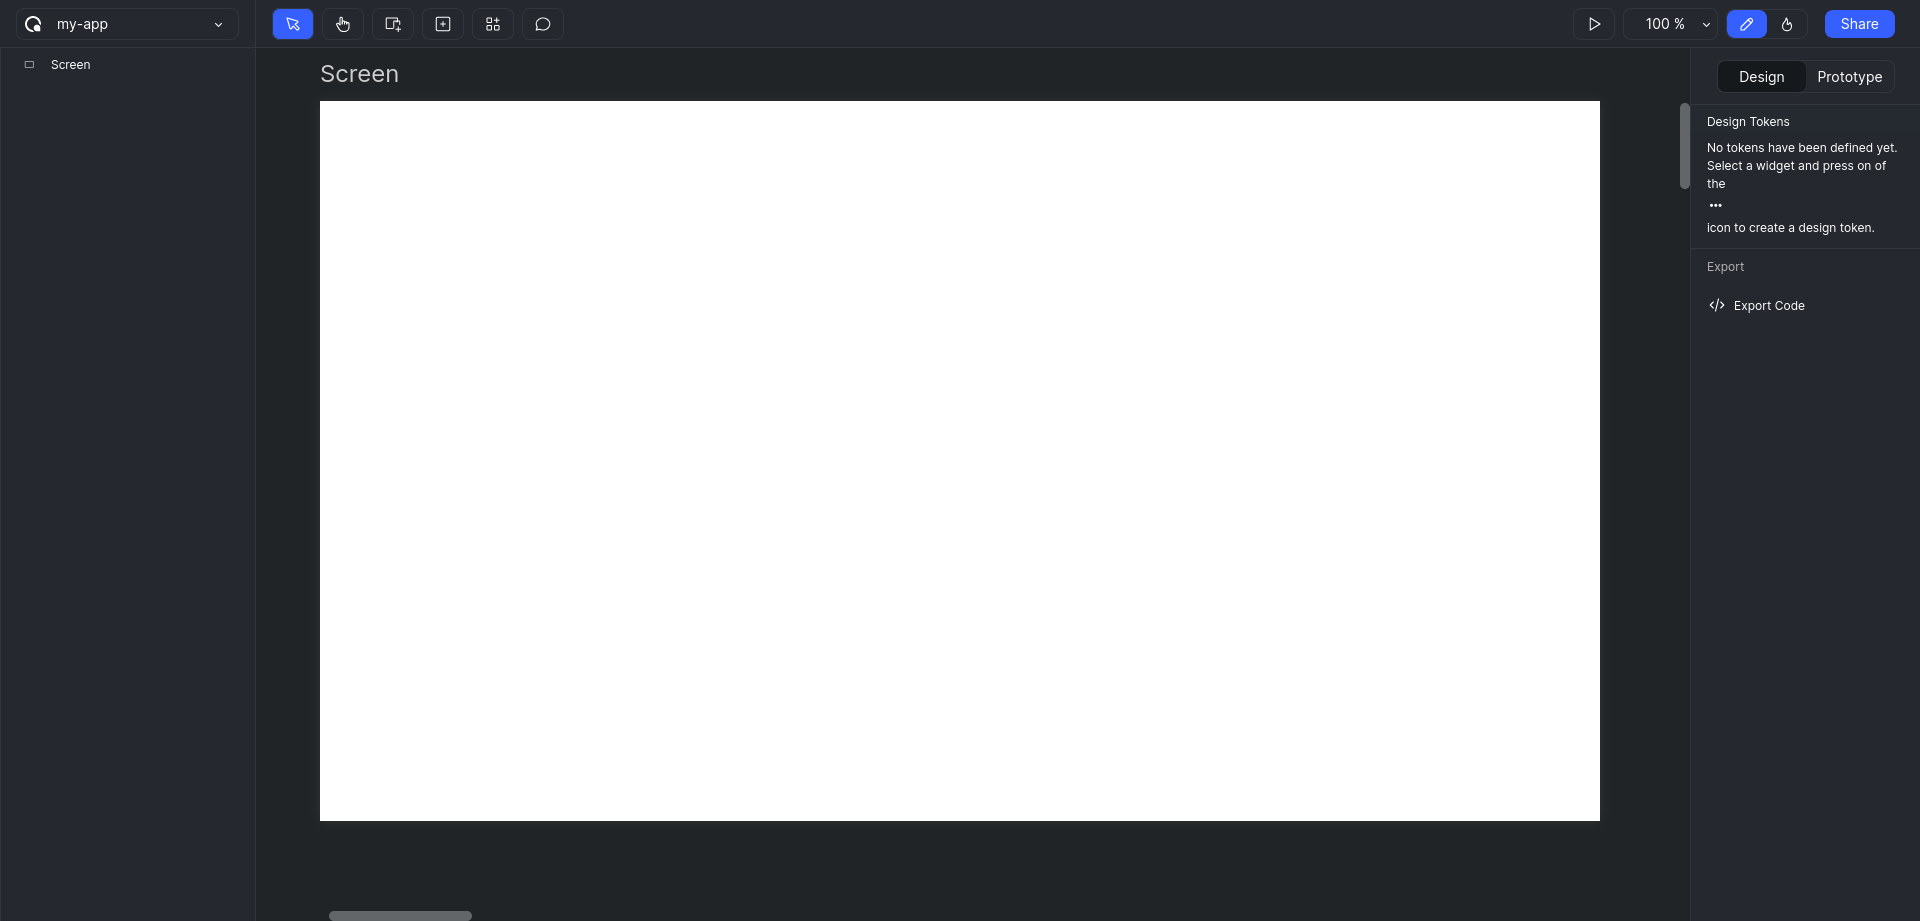 my-app
100 %
Share
Screen
Screen
Design
Prototype
Design Tokens
No tokens have been defined yet.
Select a widget and press on of
the
icon to create a design token.
Export
Export Code